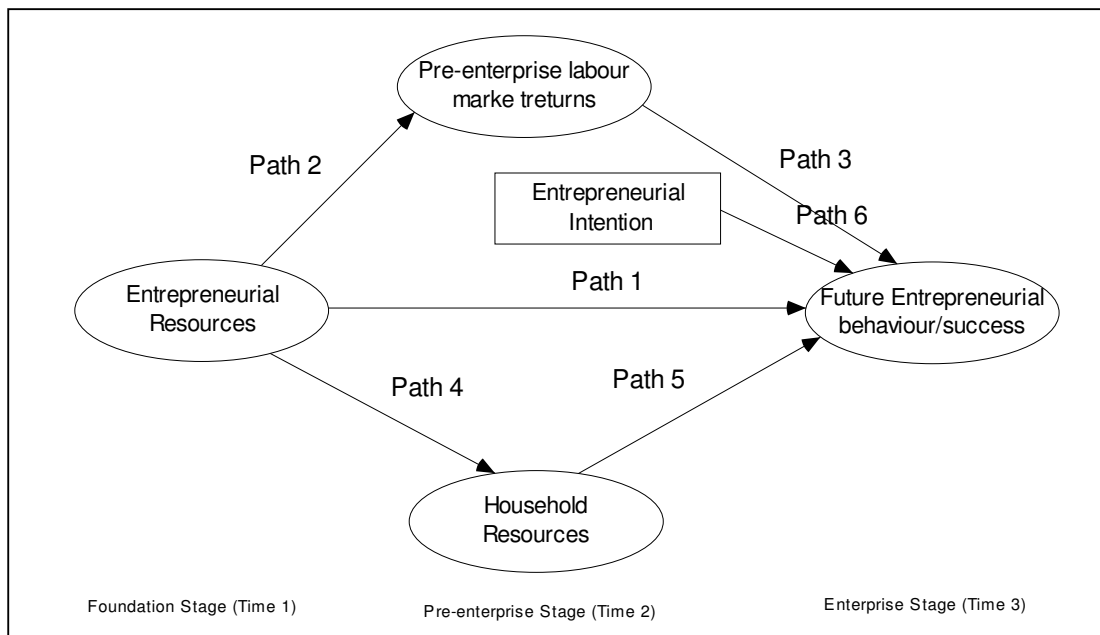 Pre-enterprise labour
marke treturns
Path 2
Path 3
Entrepreneurial
Intention
Path 6
Entrepreneurial
Resources
Path 1
Future Entrepreneurial
behaviour/success
Path 4
Path 5
Household
Resources
Foundation Stage (Time 1)
Pre-enterprise Stage (Time 2)
Enterprise Stage (Time 3)